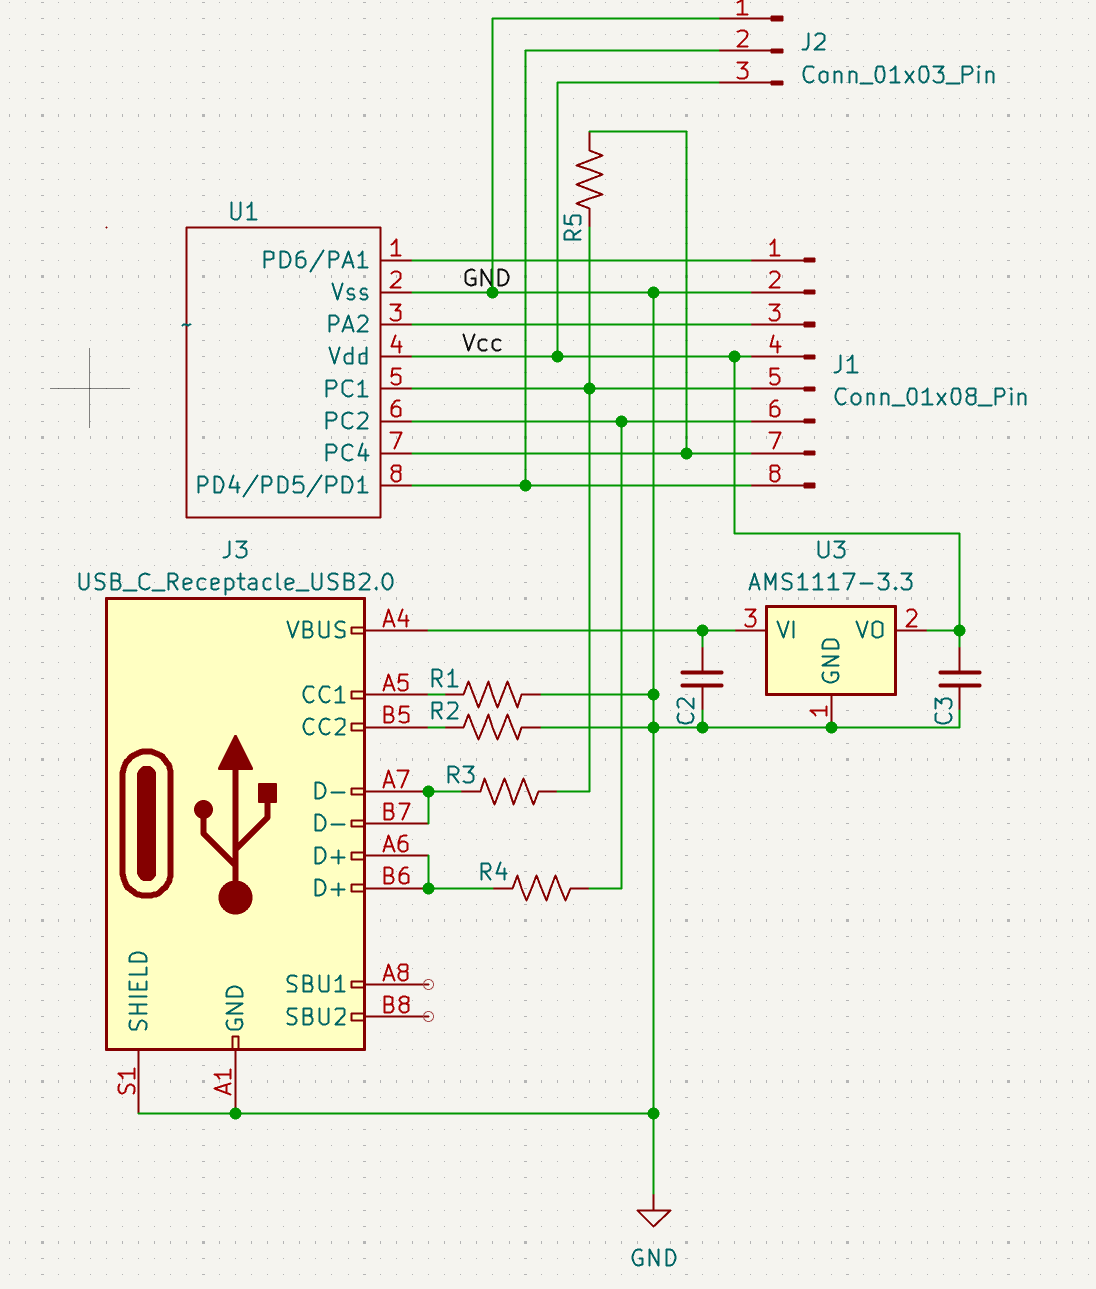 1
2
J2
3
Conn_01x03_Pin
R5
U1
PD6/PA1 1 1
Vss 2 GND 2
PA2 3 3
~
Vdd 4 Vcc 4
J1
PC1 5 5
Conn_01x08_Pin
PC2 6 6
PC4 7 7
PD4/PD5/PD1 8 8
J3
U3
USB_C_Receptacle_USB2.0
AMS1117-3.3
VBUS A4
3 VI VO 2
GND
1
CC1 A5 R1
CC2 B5 R2
C2
C3
D- A7 R3
D- B7
D+ A6
D+ B6 R4
SBU1 A8
SBU2 B8
SHIELD
GND
S1
A1
GND